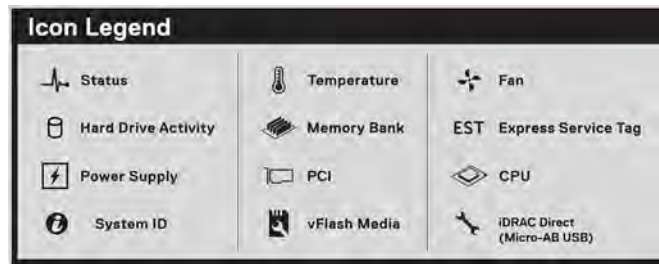 Icon Legend
Status
Temperature
Fan
Hard Drive Activity
Memory Bank
EST Express Service Tag
Power Supply
PCI
CPU
System ID
vFlash Media
iDRAC Direct
(Micro-AB USB)